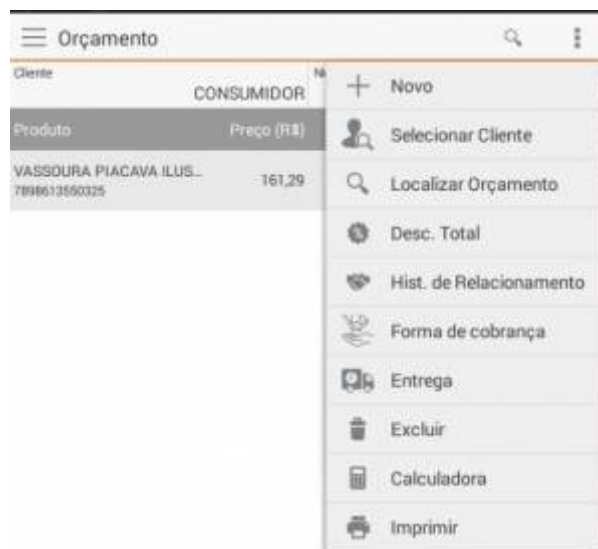 Orçamento
Cliente
CONSUMIDOR
Produto Preço (R$)
VASSOURA PIACAVA ILUS... 161,29
7898613550325
Novo
Selecionar Cliente
Localizar Orçamento
Desc. Total
Hist. de Relacionamento
Forma de cobrança
Entrega
Excluir
Calculadora
Imprimir